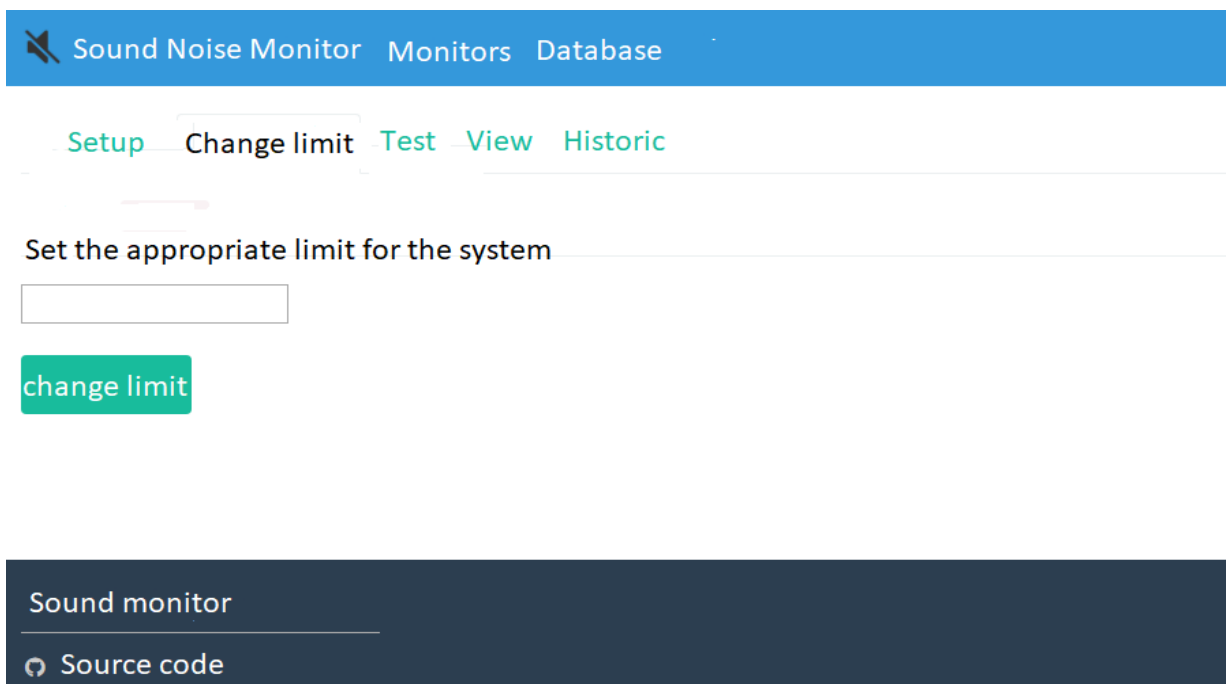 Sound Noise Monitor Monitors Database
Setup Change limit Test View Historic
Set the appropriate limit for the system
change limit
Sound monitor
Source code